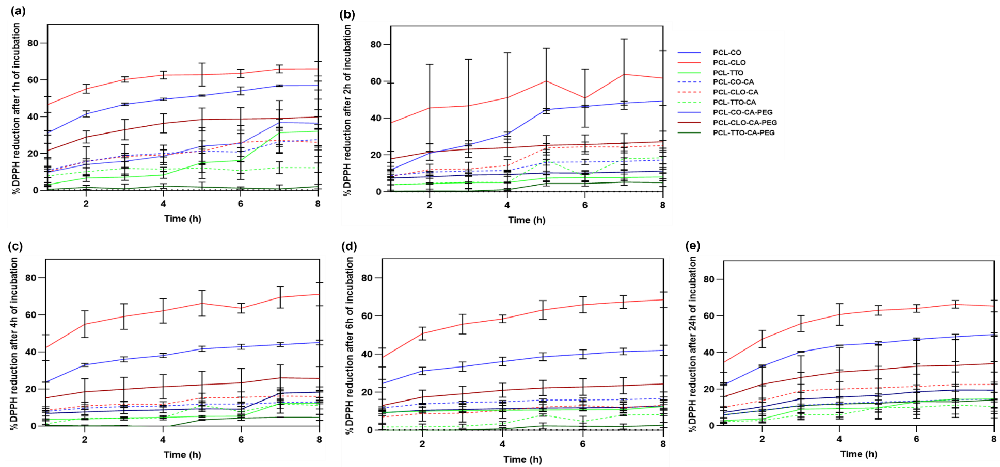 (a)
%DPPH reduction after 1h of incubation
80
60
40
20
0
2 4 6 8
Time (h)
(b)
%DPPH reduction after 2h of incubation
80
60
40
20
0
2 4 6 8
Time (h)
PCL-CO
PCL-CLO
PCL-TTO
PCL-CO-CA
PCL-CLO-CA
PCL-TTO-CA
PCL-CO-CA-PEG
PCL-CLO-CA-PEG
PCL-TTO-CA-PEG
(c)
%DPPH reduction after 4h of incubation
80
60
40
20
0
2 4 6 8
Time (h)
(d)
%DPPH reduction after 6h of incubation
80
60
40
20
0
2 4 6 8
Time (h)
(e)
%DPPH reduction after 24h of incubation
80
60
40
20
0
2 4 6 8
Time (h)